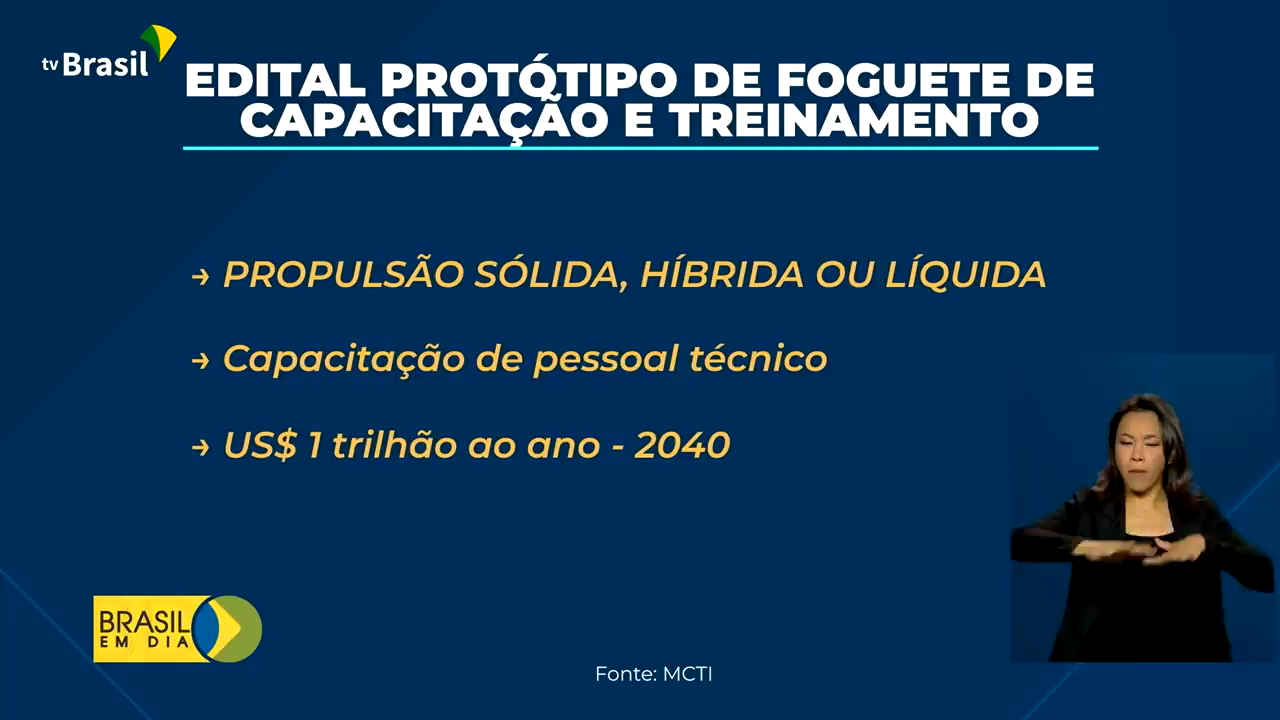 tv Brasil
EDITAL PROTÓTIPO DE FOGUETE DE
CAPACITAÇÃO E TREINAMENTO
→ PROPULSÃO SÓLIDA, HÍBRIDA OU LÍQUIDA
→ Capacitação de pessoal técnico
→ US$ 1 trilhão ao ano - 2040
BRASIL
EM DIA
Fonte: MCTI